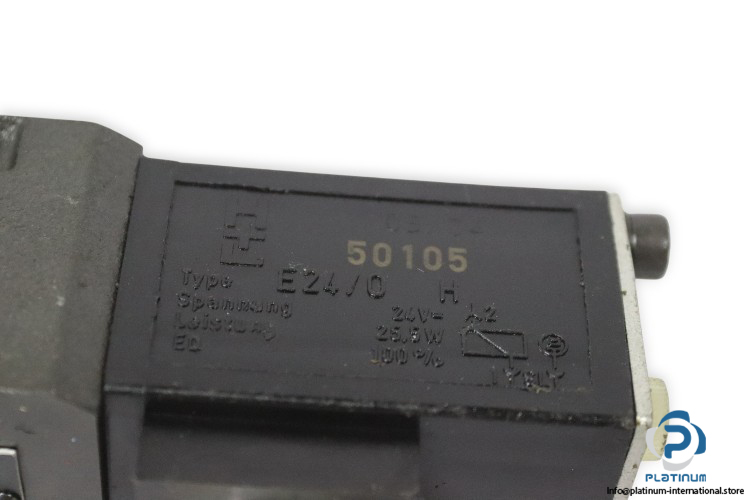 50105
Type E24/0 H
Spannung 24V= 1 2
Leistung 25,5W
ED 100%
PLATINUM
info@platinum-international.store